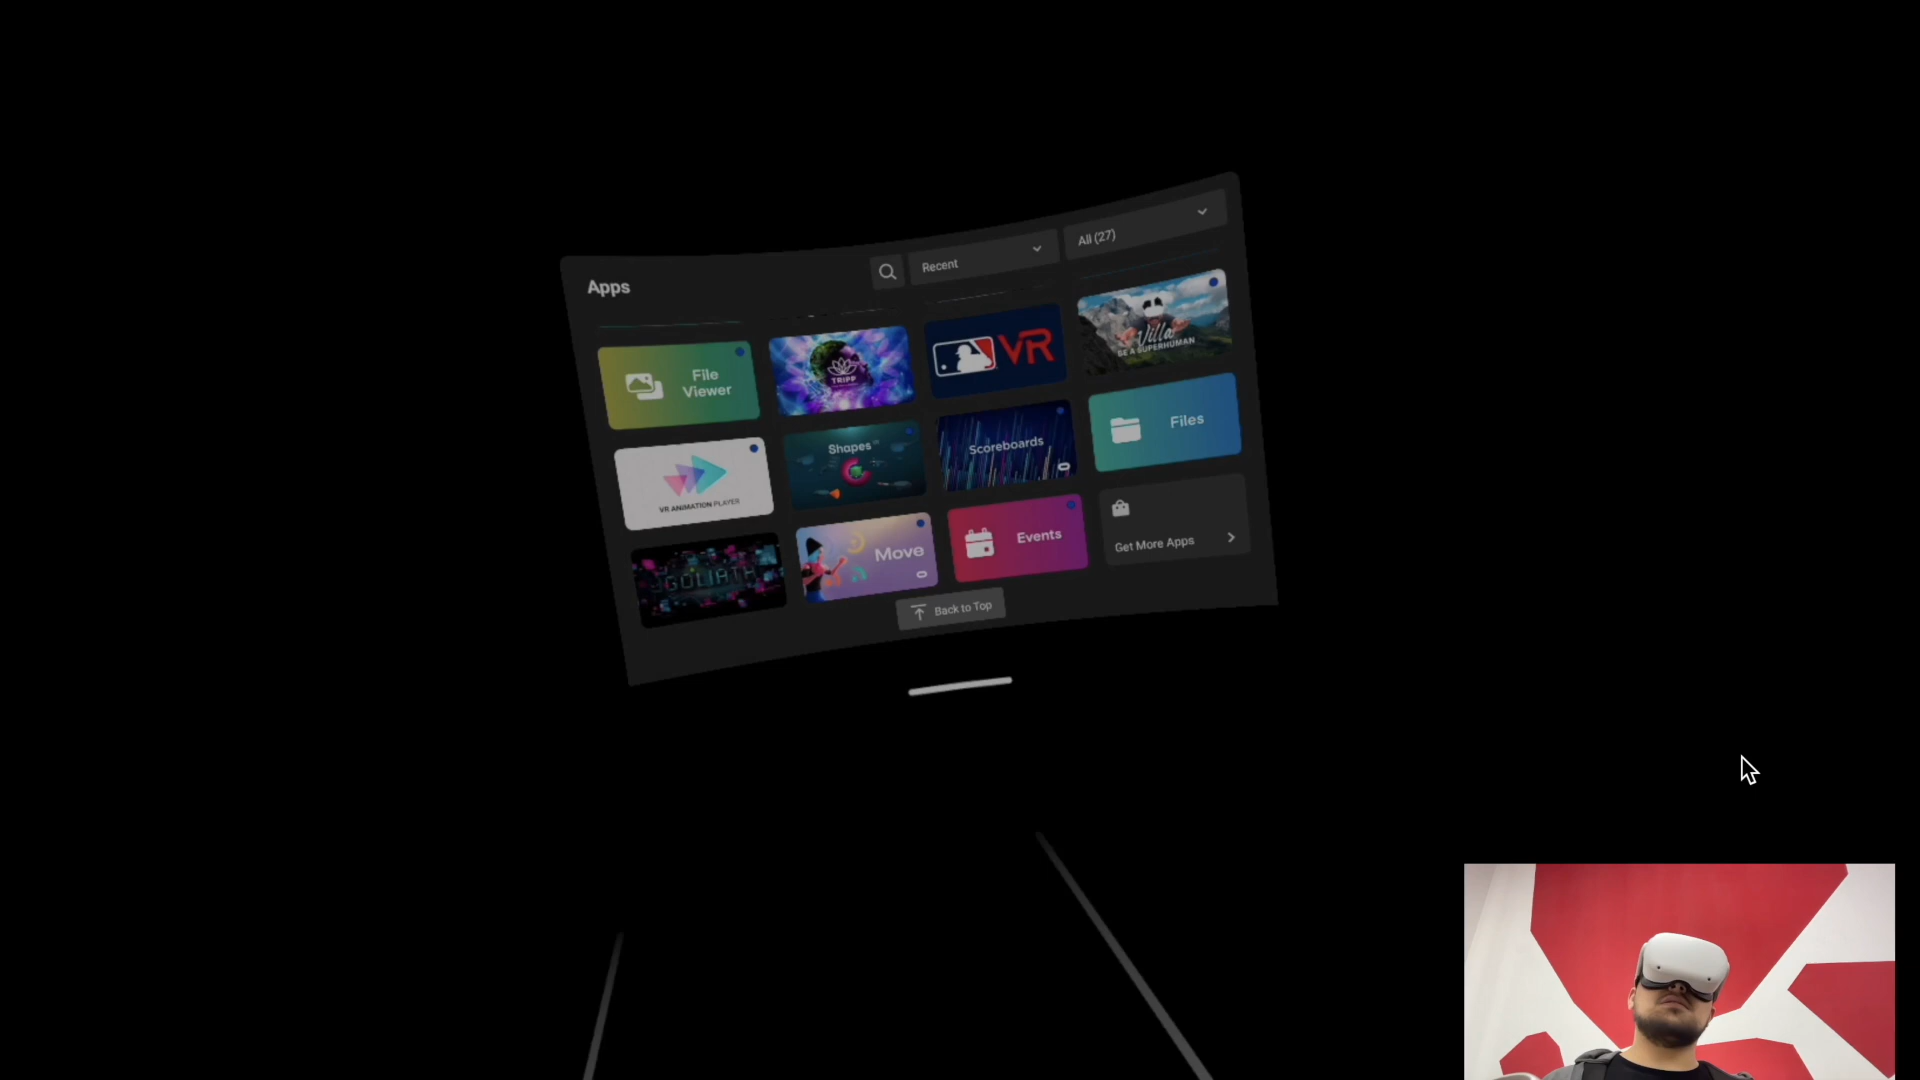 Apps
Recent
All (27)
File
Viewer
TRIPP
VR
Villa
BE A SUPERHUMAN
VR ANIMATION PLAYER
Shapes
Scoreboards
Files
GOLIATH
Move
Events
Get More Apps
Back to Top